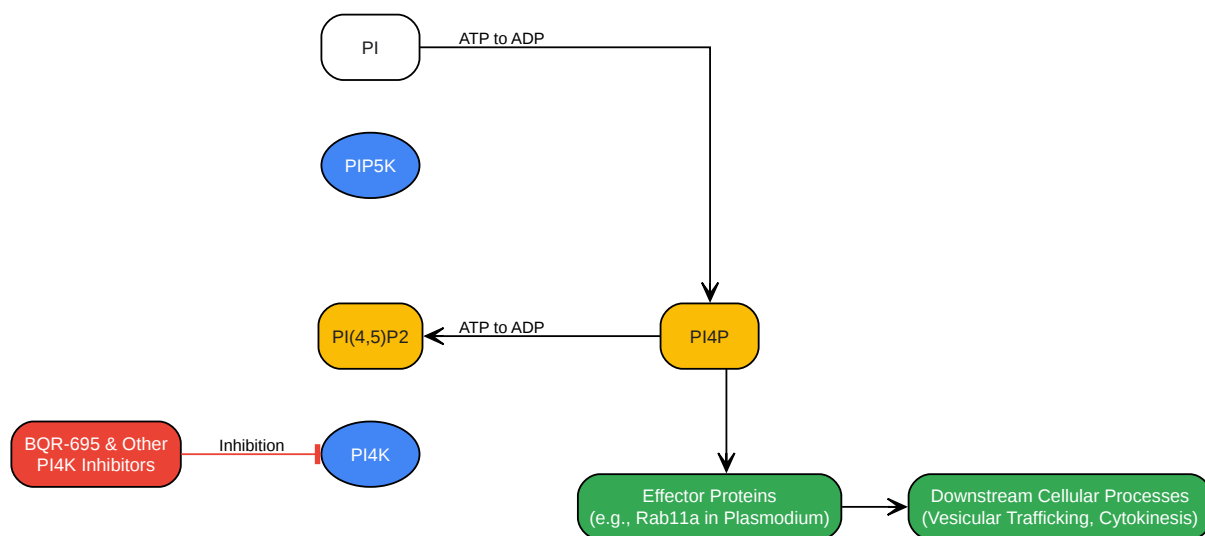 PI
ATP to ADP
PIP5K
PI(4,5)P2
ATP to ADP
PI4P
BQR-695 & Other
PI4K Inhibitors
Inhibition
PI4K
Effector Proteins
(e.g., Rab11a in Plasmodium)
Downstream Cellular Processes
(Vesicular Trafficking, Cytokinesis)